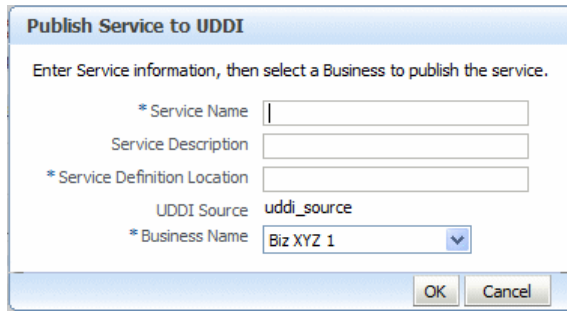 Publish Service to UDDI
Enter Service information, then select a Business to publish the service.
* Service Name
Service Description
* Service Definition Location
UDDI Source uddi_source
* Business Name Biz XYZ 1
OK Cancel